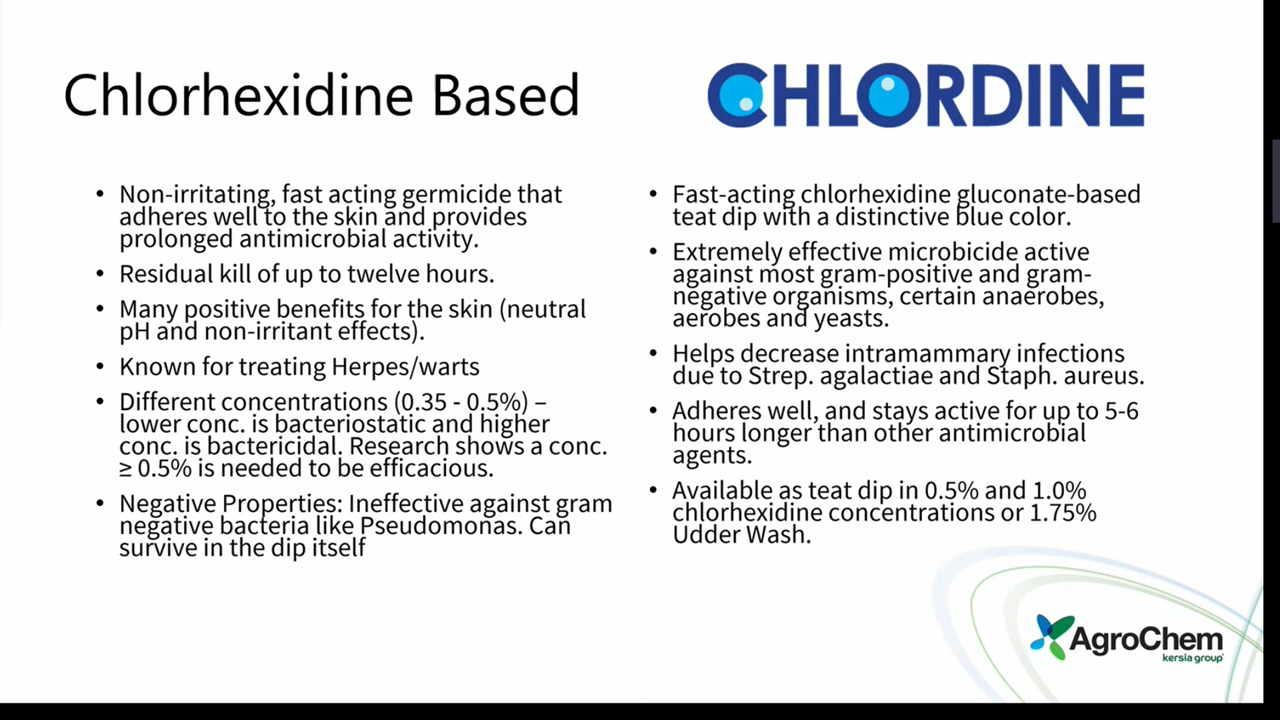 Chlorhexidine Based
CHLORDINE
• Non-irritating, fast acting germicide that
adheres well to the skin and provides
prolonged antimicrobial activity.
• Residual kill of up to twelve hours.
• Many positive benefits for the skin (neutral
pH and non-irritant effects).
• Known for treating Herpes/warts
• Different concentrations (0.35 - 0.5%) –
lower conc. is bacteriostatic and higher
conc. is bactericidal. Research shows a conc.
≥ 0.5% is needed to be efficacious.
• Negative Properties: Ineffective against gram
negative bacteria like Pseudomonas. Can
survive in the dip itself
• Fast-acting chlorhexidine gluconate-based
teat dip with a distinctive blue color.
• Extremely effective microbicide active
against most gram-positive and gram-
negative organisms, certain anaerobes,
aerobes and yeasts.
• Helps decrease intramammary infections
due to Strep. agalactiae and Staph. aureus.
• Adheres well, and stays active for up to 5-6
hours longer than other antimicrobial
agents.
• Available as teat dip in 0.5% and 1.0%
chlorhexidine concentrations or 1.75%
Udder Wash.
AgroChem
kersia group